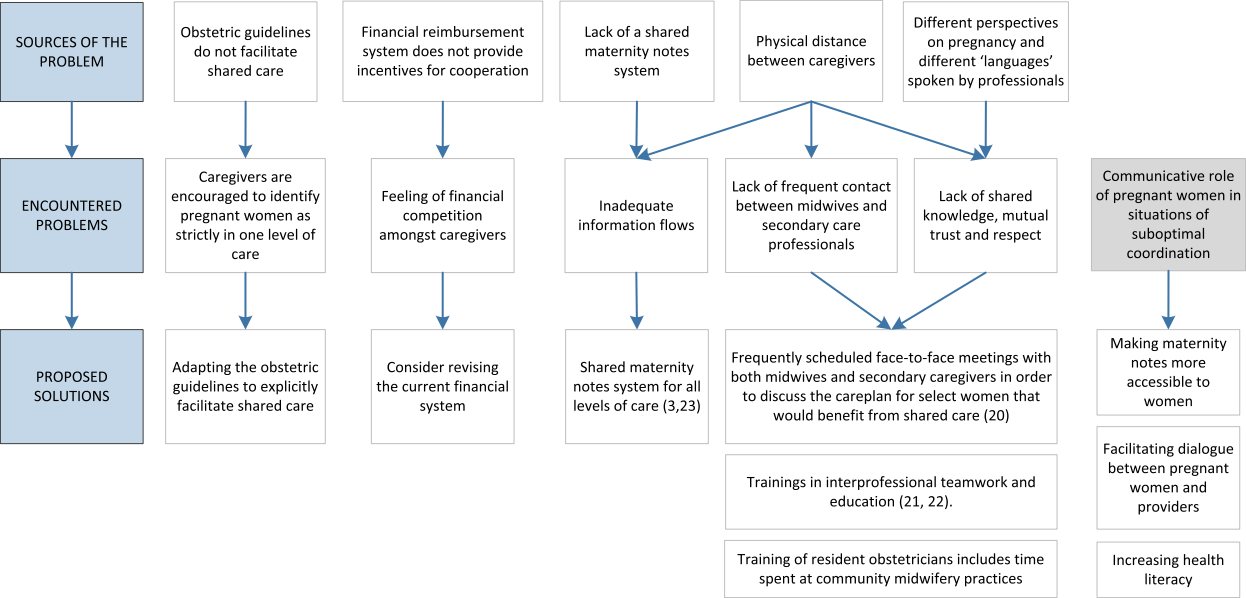 SOURCES OF THE
PROBLEM
Obstetric guidelines
do not facilitate
shared care
Financial reimbursement
system does not provide
incentives for cooperation
Lack of a shared
maternity notes
system
Physical distance
between caregivers
Different perspectives
on pregnancy and
different ‘languages’
spoken by professionals
ENCOUNTERED
PROBLEMS
Caregivers are
encouraged to identify
pregnant women as
strictly in one level of
care
Feeling of financial
competition
amongst caregivers
Inadequate
information flows
Lack of frequent contact
between midwives and
secondary care
professionals
Lack of shared
knowledge, mutual
trust and respect
Communicative role
of pregnant women in
situations of
suboptimal
coordination
PROPOSED
SOLUTIONS
Adapting the obstetric
guidelines to explicitly
facilitate shared care
Consider revising
the current financial
system
Shared maternity
notes system for all
levels of care (3,23)
Frequently scheduled face-to-face meetings with
both midwives and secondary caregivers in order
to discuss the careplan for select women that
would benefit from shared care (20)
Making maternity
notes more
accessible to
women
Trainings in interprofessional teamwork and
education (21, 22).
Facilitating dialogue
between pregnant
women and
providers
Training of resident obstetricians includes time
spent at community midwifery practices
Increasing health
literacy